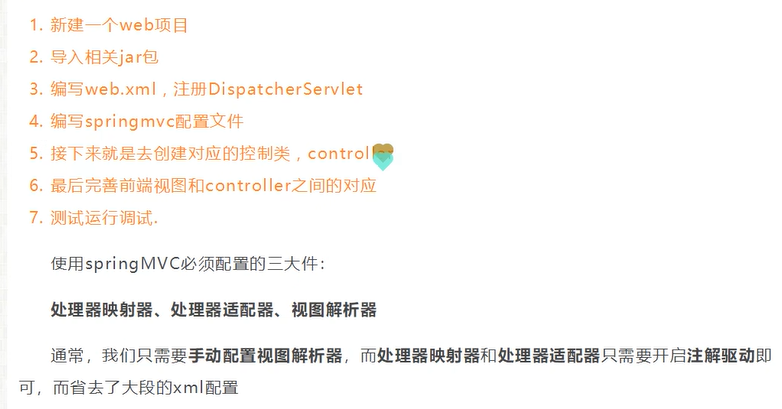 1. 新建一个web项目
2. 导入相关jar包
3. 编写web.xml，注册DispatcherServlet
4. 编写springmvc配置文件
5. 接下来就是去创建对应的控制类，controller
6. 最后完善前端视图和controller之间的对应
7. 测试运行调试.
使用springMVC必须配置的三大件：
处理器映射器、处理器适配器、视图解析器
通常，我们只需要手动配置视图解析器，而处理器映射器和处理器适配器只需要开启注解驱动即
可，而省去了大段的xml配置